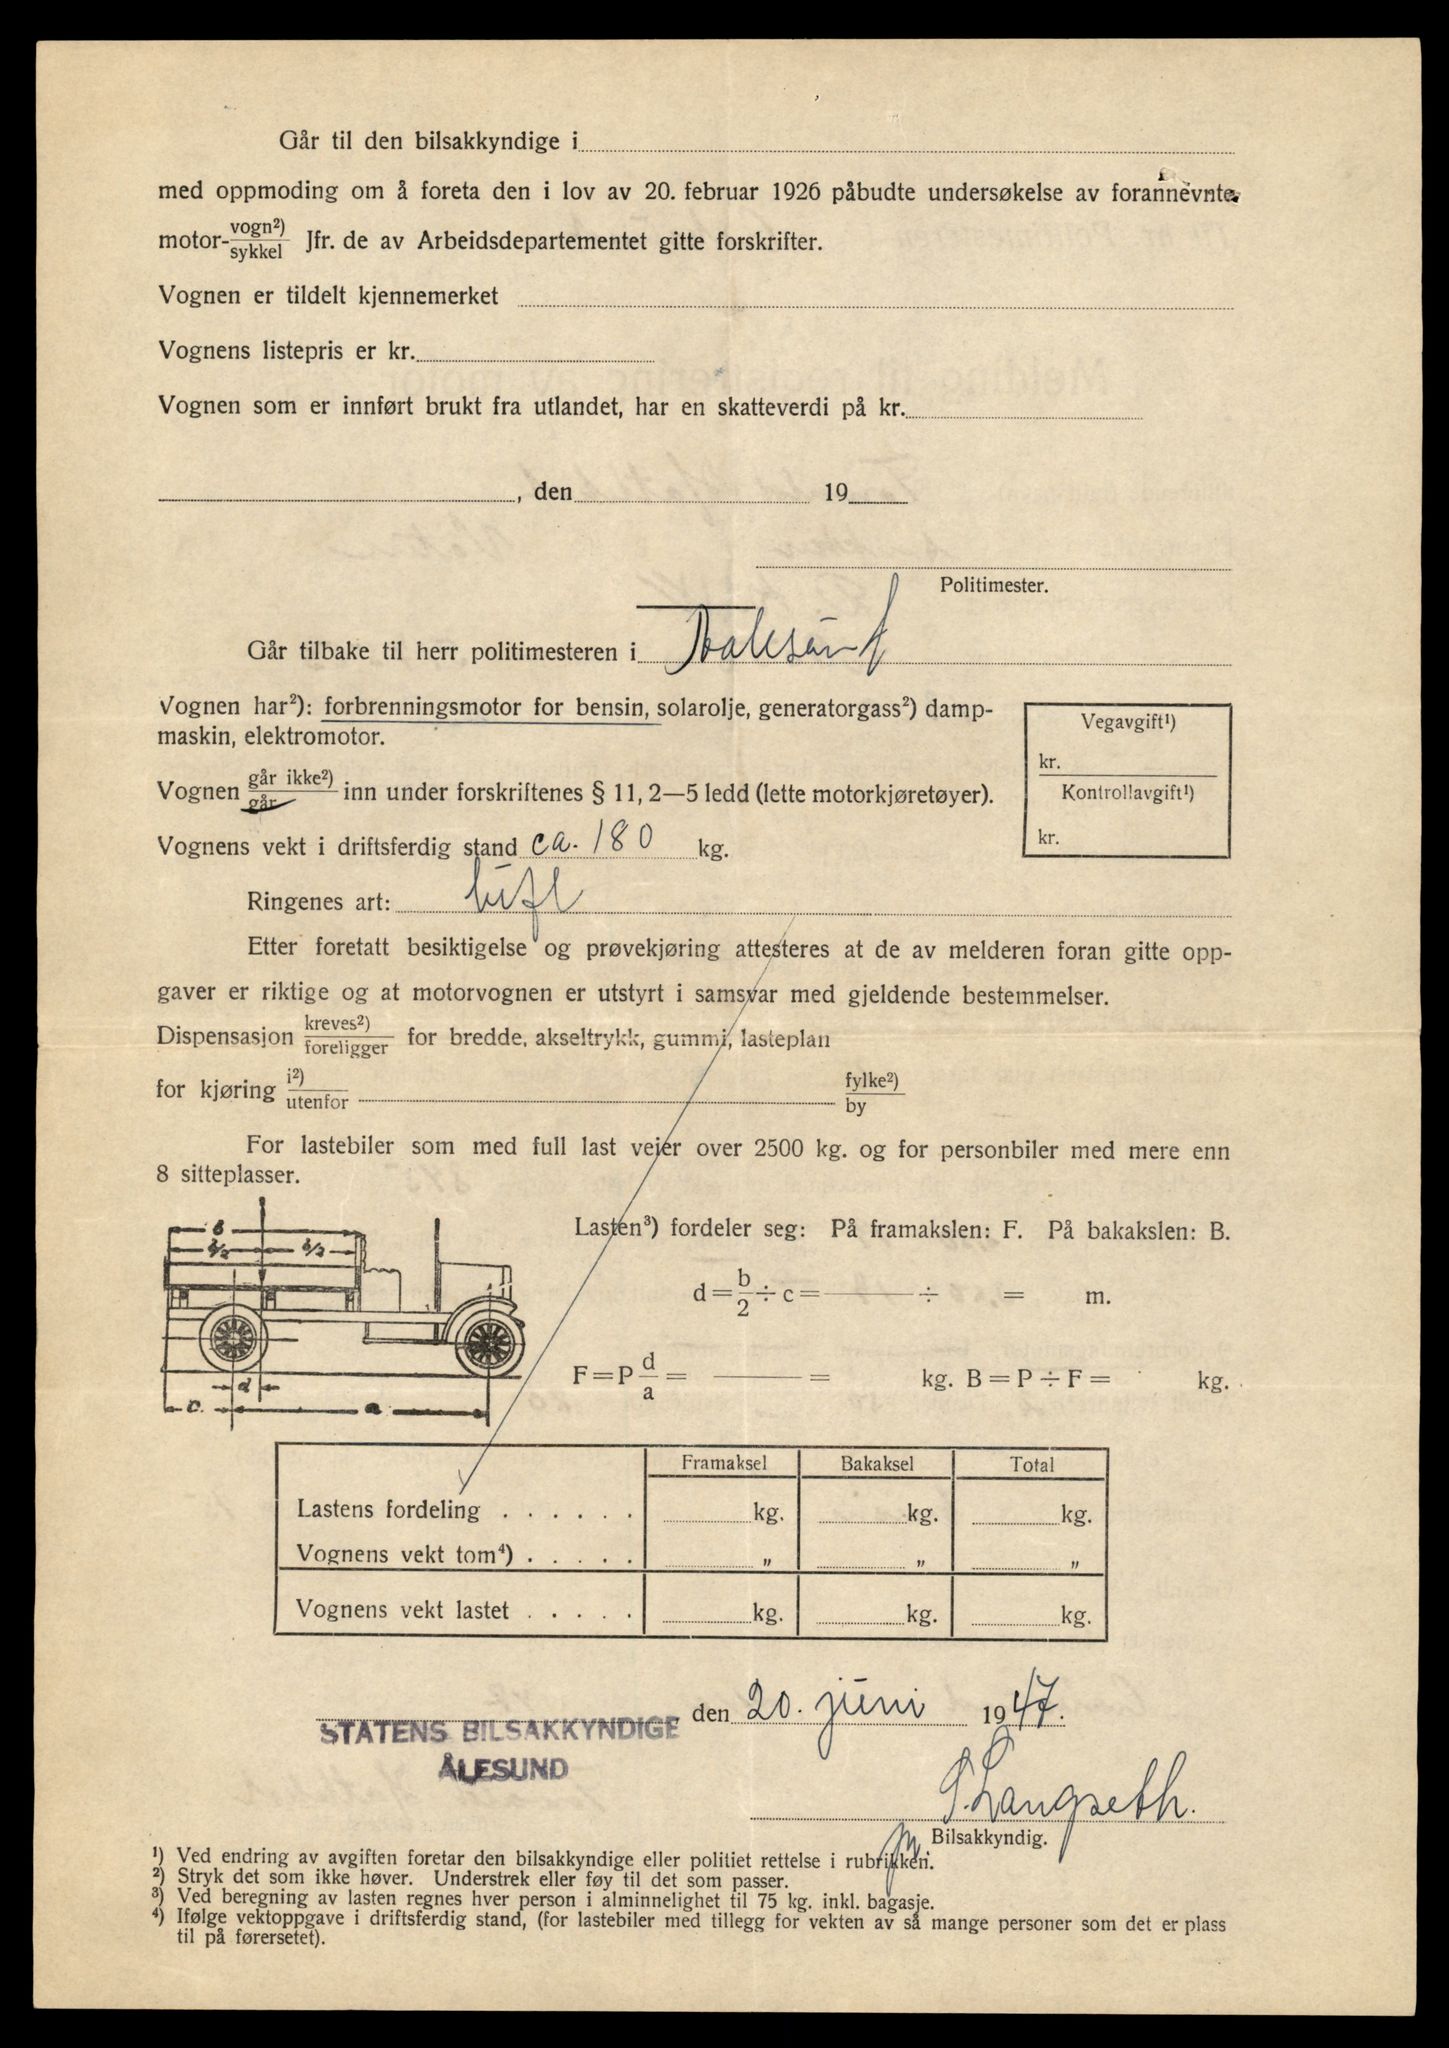 Går til den bilsakkyndige i
med oppmoding om å foreta den i lov av 20. februar 1926 påbudte undersøkelse av forannevnte
motor-vogn²)/sykkel Jfr. de av Arbeidsdepartementet gitte forskrifter.
Vognen er tildelt kjennemerket
Vognens listepris er kr.
Vognen som er innført brukt fra utlandet, har en skatteverdi på kr.
, den 19
Politimester.
Går tilbake til herr politimesteren i Aalesund
Vognen har²): forbrenningsmotor for bensin, solarolje, generatorgass²) damp-
maskin, elektromotor.
Vegavgift¹)
kr.
Kontrollavgift¹)
kr.
Vognen går ikke²)/går inn under forskriftenes § 11, 2—5 ledd (lette motorkjøretøyer).
Vognens vekt i driftsferdig stand ca. 180 kg.
Ringenes art: luft
Etter foretatt besiktigelse og prøvekjøring attesteres at de av melderen foran gitte opp-
gaver er riktige og at motorvognen er utstyrt i samsvar med gjeldende bestemmelser.
Dispensasjon kreves²)/foreligger for bredde, akseltrykk, gummi, lasteplan
for kjøring i²)/utenfor fylke²)/by
For lastebiler som med full last veier over 2500 kg. og for personbiler med mere enn
8 sitteplasser.
b
b/2 b/2
d
c. a
Lasten³) fordeler seg: På framakslen: F. På bakakslen: B.
d = b/2 ÷ c = ——— ÷ = m.
F = P d/a = ——— = kg. B = P ÷ F = kg.
Framaksel Bakaksel Total
Lastens fordeling . . . . . . kg. kg. kg.
Vognens vekt tom⁴) . . . . . „ „ „
Vognens vekt lastet . . . . . kg. kg. kg.
den 20. juni 1947.
STATENS BILSAKKYNDIGE
ÅLESUND
S. Langseth.
Bilsakkyndig.
¹) Ved endring av avgiften foretar den bilsakkyndige eller politiet rettelse i rubrikken.
²) Stryk det som ikke høver. Understrek eller føy til det som passer.
³) Ved beregning av lasten regnes hver person i alminnelighet til 75 kg. inkl. bagasje.
⁴) Ifølge vektoppgave i driftsferdig stand, (for lastebiler med tillegg for vekten av så mange personer som det er plass
til på førersetet).